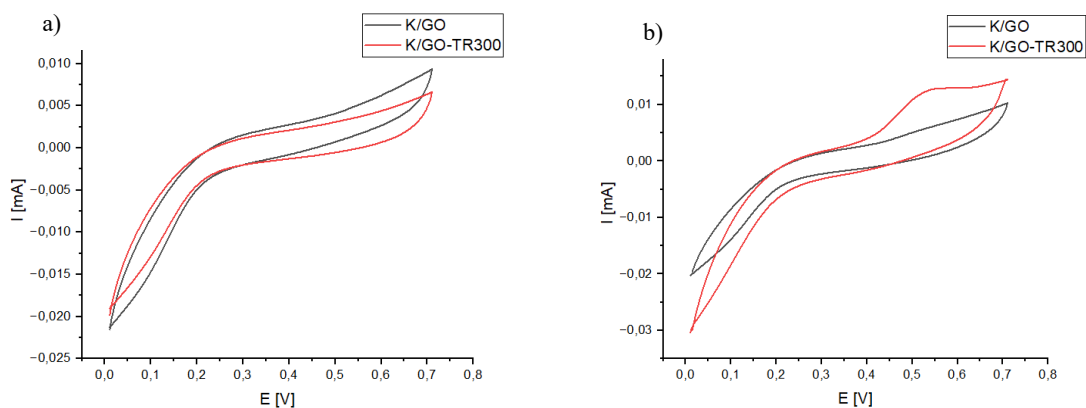 a)
K/GO
K/GO-TR300
0,010
0,005
0,000
−0,005
−0,010
−0,015
−0,020
−0,025
I [mA]
0,0 0,1 0,2 0,3 0,4 0,5 0,6 0,7 0,8
E [V]
b)
K/GO
K/GO-TR300
0,01
0,00
−0,01
−0,02
−0,03
I [mA]
0,0 0,1 0,2 0,3 0,4 0,5 0,6 0,7 0,8
E [V]